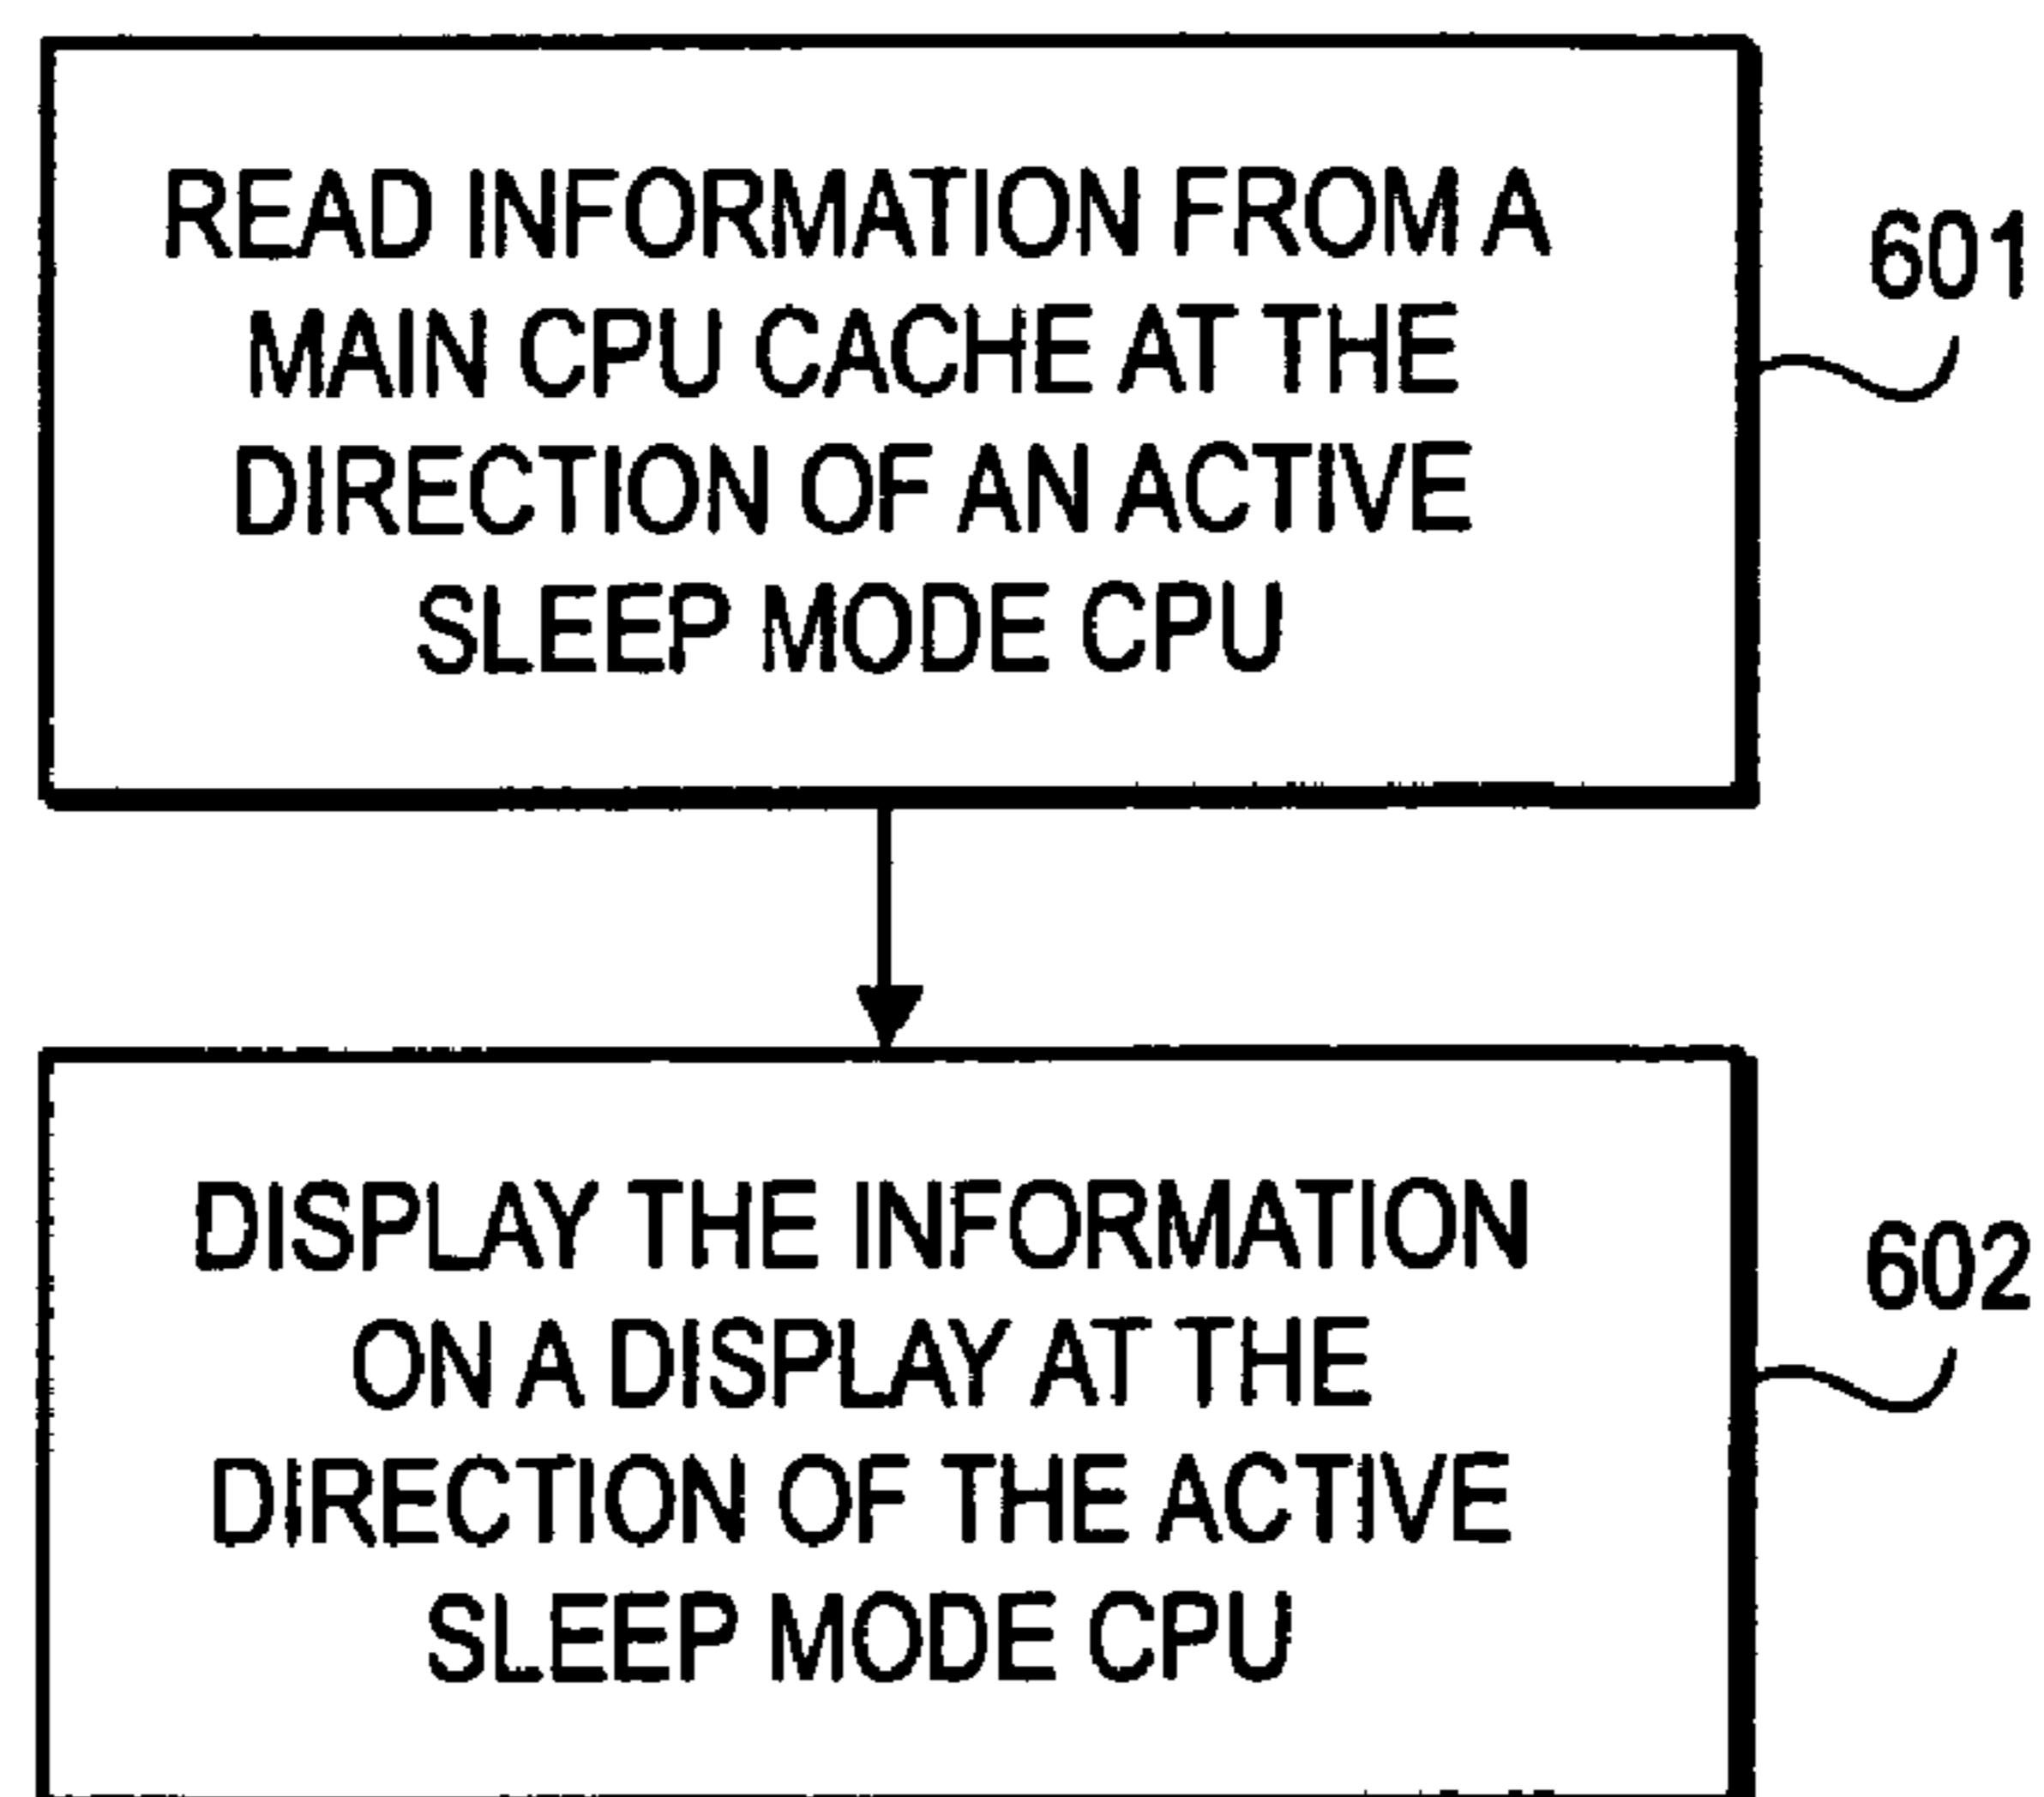 READ INFORMATION FROM A
MAIN CPU CACHE AT THE
DIRECTION OF AN ACTIVE
SLEEP MODE CPU
601
DISPLAY THE INFORMATION
ON A DISPLAY AT THE
DIRECTION OF THE ACTIVE
SLEEP MODE CPU
602